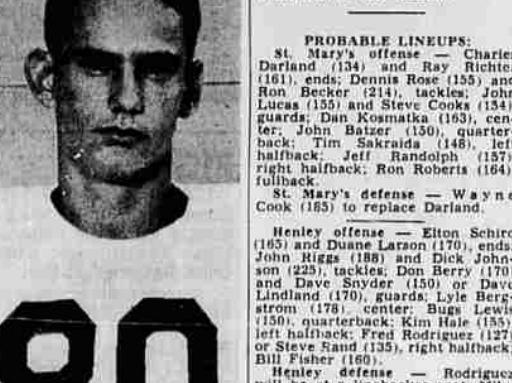 80
PROBABLE LINEUPS:
St. Mary's offense — Charles
Darland (134) and Ray Richter
(161), ends; Dennis Rose (155) and
Ron Becker (214), tackles; John
Lucas (155) and Steve Cooks (154)
guards; Dan Kosmatka (163), cen-
ter; John Batzer (150), quarter-
back; Tim Sakraida (148), left
halfback; Jeff Randolph (157)
right halfback; Ron Roberts (164)
fullback.
St. Mary's defense — Wayne
Cook (185) to replace Darland.
Henley offense — Elton Schiro
(165) and Duane Larson (170), ends;
John Riggs (188) and Dick John-
son (225), tackles; Don Berry (170)
and Dave Snyder (150) or Dave
Lindland (170), guards; Lyle Berg-
strom (178), center; Bugs Lewis
(150), quarterback; Kim Hale (155)
left halfback; Fred Rodriguez (127)
or Steve Rand (135), right halfback;
Bill Fisher (160).
Henley defense — Rodriguez